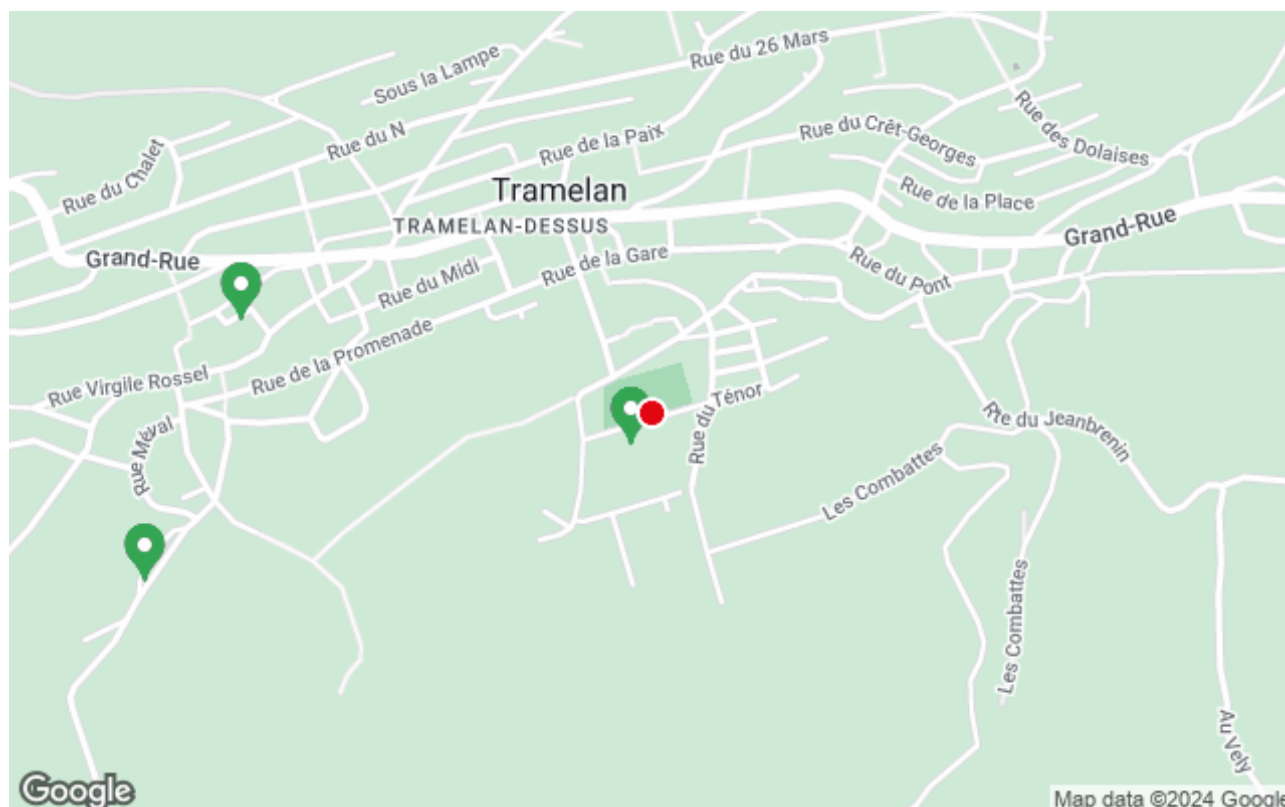 Rue du 26 Mars
Sous la Lampe
Rue du N
Rue de la Paix
Rue du Crêt-Georges
Rue des Dolaises
Rue du Chalet
Tramelan
Rue de la Place
TRAMELAN-DESSUS
Grand-Rue
Grand-Rue
Rue de la Gare
Rue du Midi
Rue du Pont
Rue de la Promenade
Rue Virgile Rossel
Rue du Ténor
Rte du Jeanbrenin
Rue Méval
Les Combattes
Les Combattes
Au Vely
Google
Map data ©2024 Google